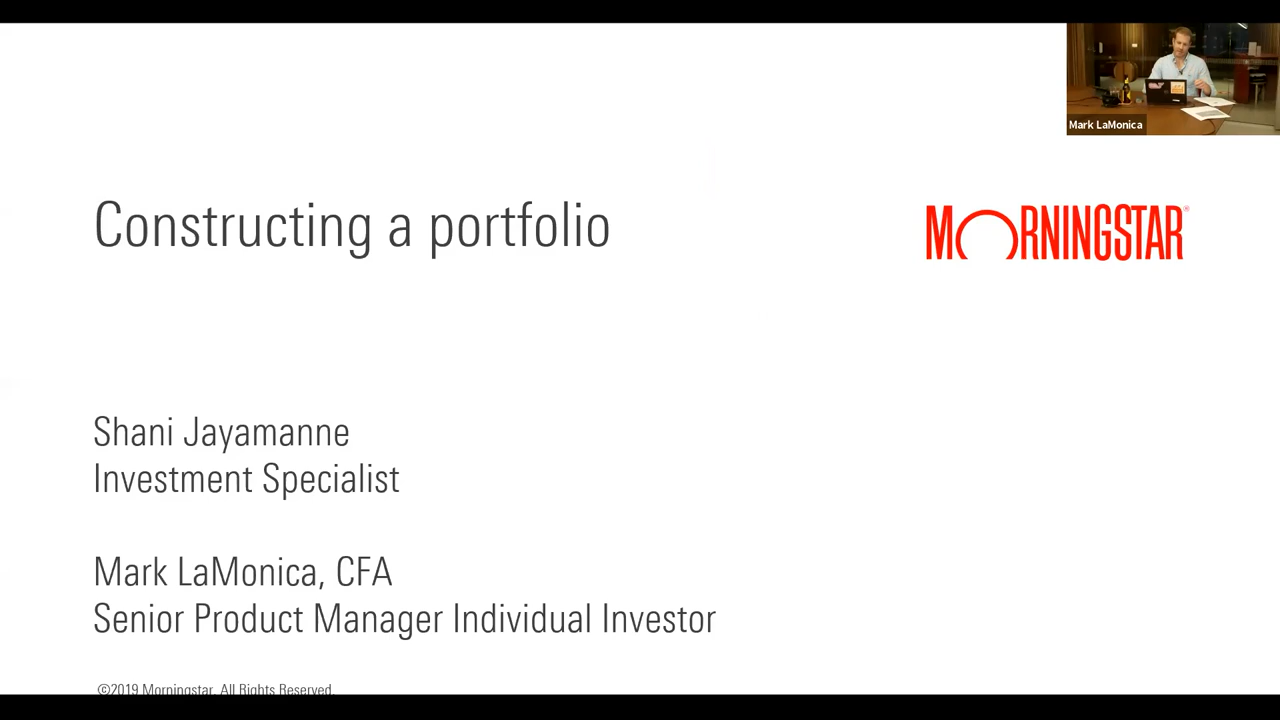 Mark LaMonica
Constructing a portfolio
MORNINGSTAR®
Shani Jayamanne
Investment Specialist
Mark LaMonica, CFA
Senior Product Manager Individual Investor
©2019 Morningstar. All Rights Reserved.